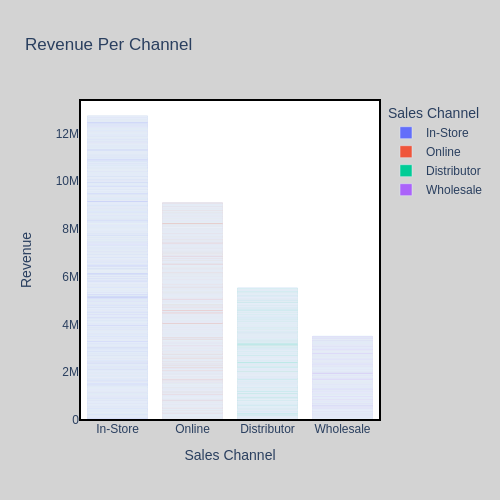 Revenue Per Channel
Sales Channel
In-Store
Online
Distributor
Wholesale
12M
10M
8M
6M
4M
2M
0
Revenue
In-Store Online Distributor Wholesale
Sales Channel